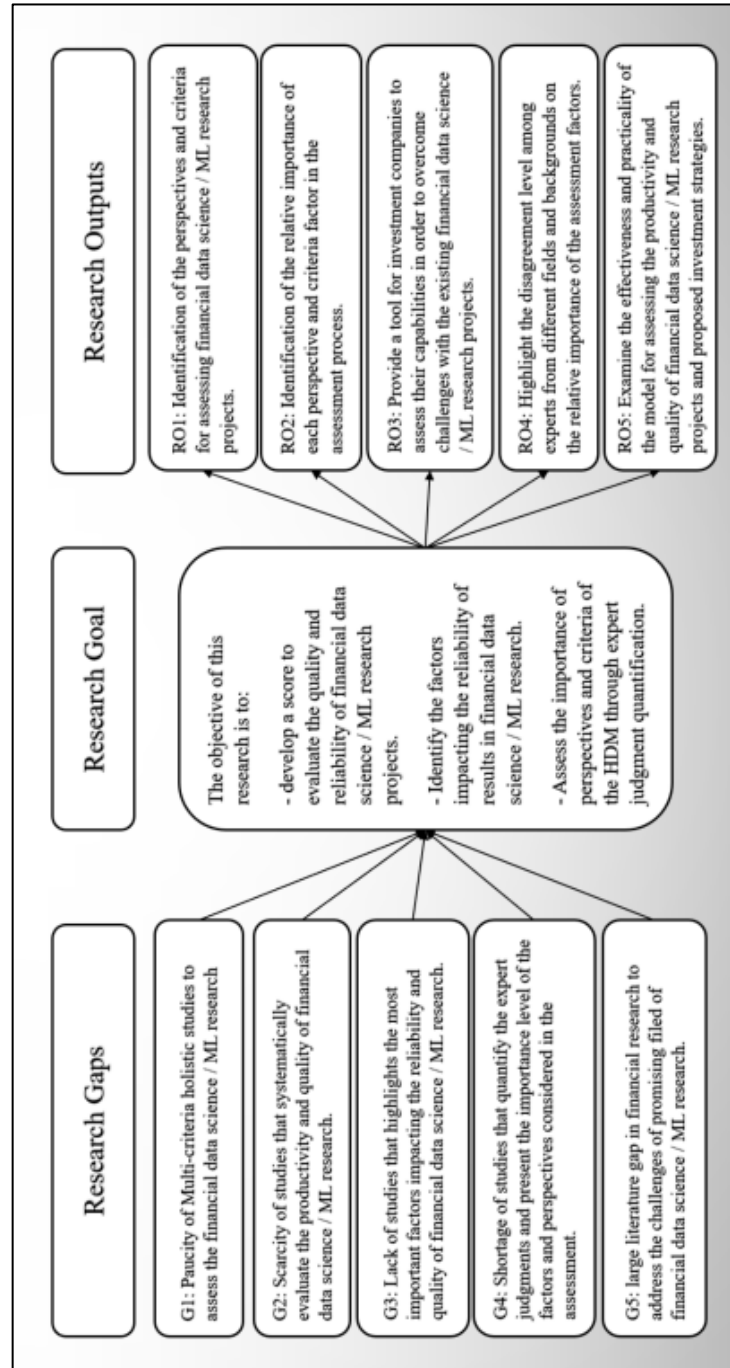 Research Gaps
G1: Paucity of Multi-criteria holistic studies to
assess the financial data science / ML research
G2: Scarcity of studies that systematically
evaluate the productivity and quality of financial
data science / ML research.
G3: Lack of studies that highlights the most
important factors impacting the reliability and
quality of financial data science / ML research.
G4: Shortage of studies that quantify the expert
judgments and present the importance level of the
factors and perspectives considered in the
assessment.
G5: large literature gap in financial research to
address the challenges of promising filed of
financial data science / ML research.
Research Goal
The objective of this
research is to:
- develop a score to
evaluate the quality and
reliability of financial data
science / ML research
projects.
- Identify the factors
impacting the reliability of
results in financial data
science / ML research.
- Assess the importance of
perspectives and criteria of
the HDM through expert
judgment quantification.
Research Outputs
RO1: Identification of the perspectives and criteria
for assessing financial data science / ML research
projects.
RO2: Identification of the relative importance of
each perspective and criteria factor in the
assessment process.
RO3: Provide a tool for investment companies to
assess their capabilities in order to overcome
challenges with the existing financial data science
/ ML research projects.
RO4: Highlight the disagreement level among
experts from different fields and backgrounds on
the relative importance of the assessment factors.
RO5: Examine the effectiveness and practicality of
the model for assessing the productivity and
quality of financial data science / ML research
projects and proposed investment strategies.